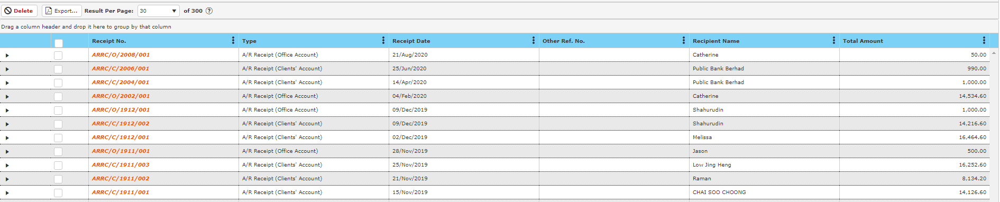 Delete Export... Result Per Page: 30 of 300 ?
Drag a column header and drop it here to group by that column
Receipt No. Type Receipt Date Other Ref. No. Recipient Name Total Amount
ARRC/O/2008/001 A/R Receipt (Office Account) 21/Aug/2020 Catherine 50.00
ARRC/C/2006/001 A/R Receipt (Clients' Account) 25/Jun/2020 Public Bank Berhad 990.00
ARRC/C/2004/001 A/R Receipt (Clients' Account) 14/Apr/2020 Public Bank Berhad 1,000.00
ARRC/O/2002/001 A/R Receipt (Office Account) 04/Feb/2020 Catherine 14,534.60
ARRC/O/1912/001 A/R Receipt (Office Account) 09/Dec/2019 Shahurudin 1,000.00
ARRC/C/1912/002 A/R Receipt (Clients' Account) 09/Dec/2019 Shahurudin 14,216.60
ARRC/C/1912/001 A/R Receipt (Clients' Account) 02/Dec/2019 Melissa 16,464.60
ARRC/O/1911/001 A/R Receipt (Office Account) 28/Nov/2019 Jason 500.00
ARRC/C/1911/003 A/R Receipt (Clients' Account) 25/Nov/2019 Low Jing Heng 16,252.60
ARRC/C/1911/002 A/R Receipt (Clients' Account) 21/Nov/2019 Raman 8,134.20
ARRC/C/1911/001 A/R Receipt (Clients' Account) 15/Nov/2019 CHAI SOO CHOONG 14,126.60